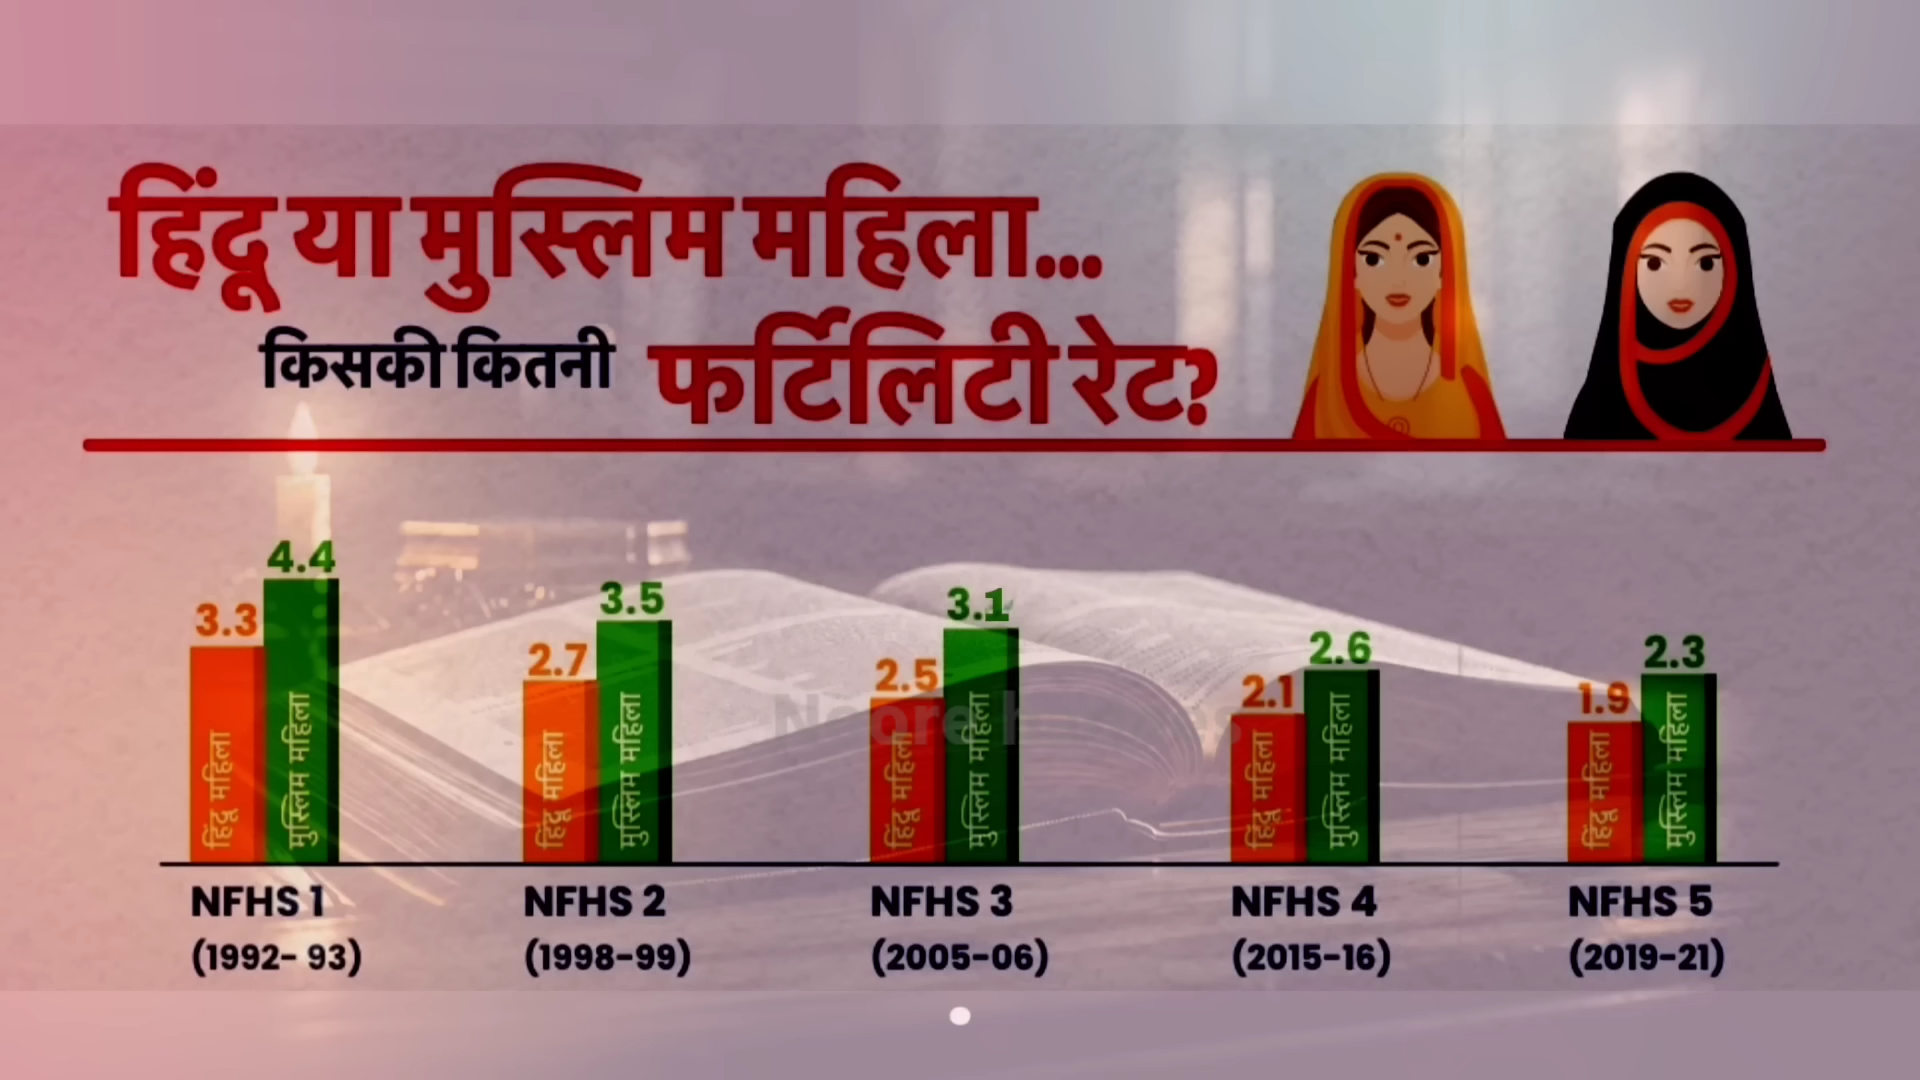 हिंदू या मुस्लिम महिला...
किसकी कितनी फर्टिलिटी रेट?
3.3 4.4 2.7 3.5 2.5 3.1 2.1 2.6 1.9 2.3
हिंदू महिला मुस्लिम महिला हिंदू महिला मुस्लिम महिला हिंदू महिला मुस्लिम महिला हिंदू महिला मुस्लिम महिला हिंदू महिला मुस्लिम महिला
NFHS 1 NFHS 2 NFHS 3 NFHS 4 NFHS 5
(1992- 93) (1998-99) (2005-06) (2015-16) (2019-21)